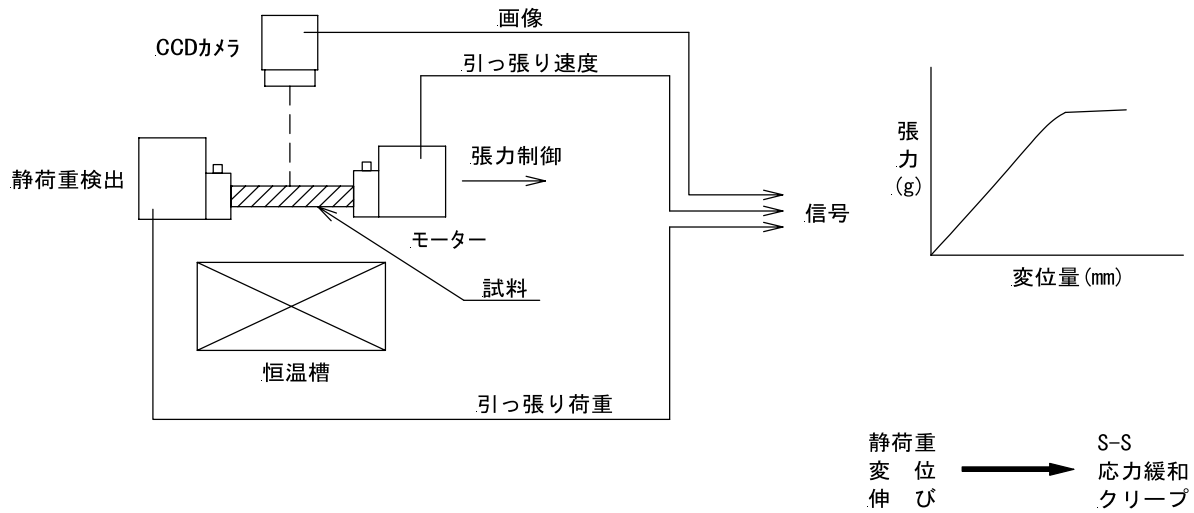 画像
CCDカメラ
引っ張り速度
静荷重検出
張力制御
モーター
試料
恒温槽
引っ張り荷重
信号
張
力
(g)
変位量(mm)
静荷重
変　位
伸　び
S-S
応力緩和
クリープ